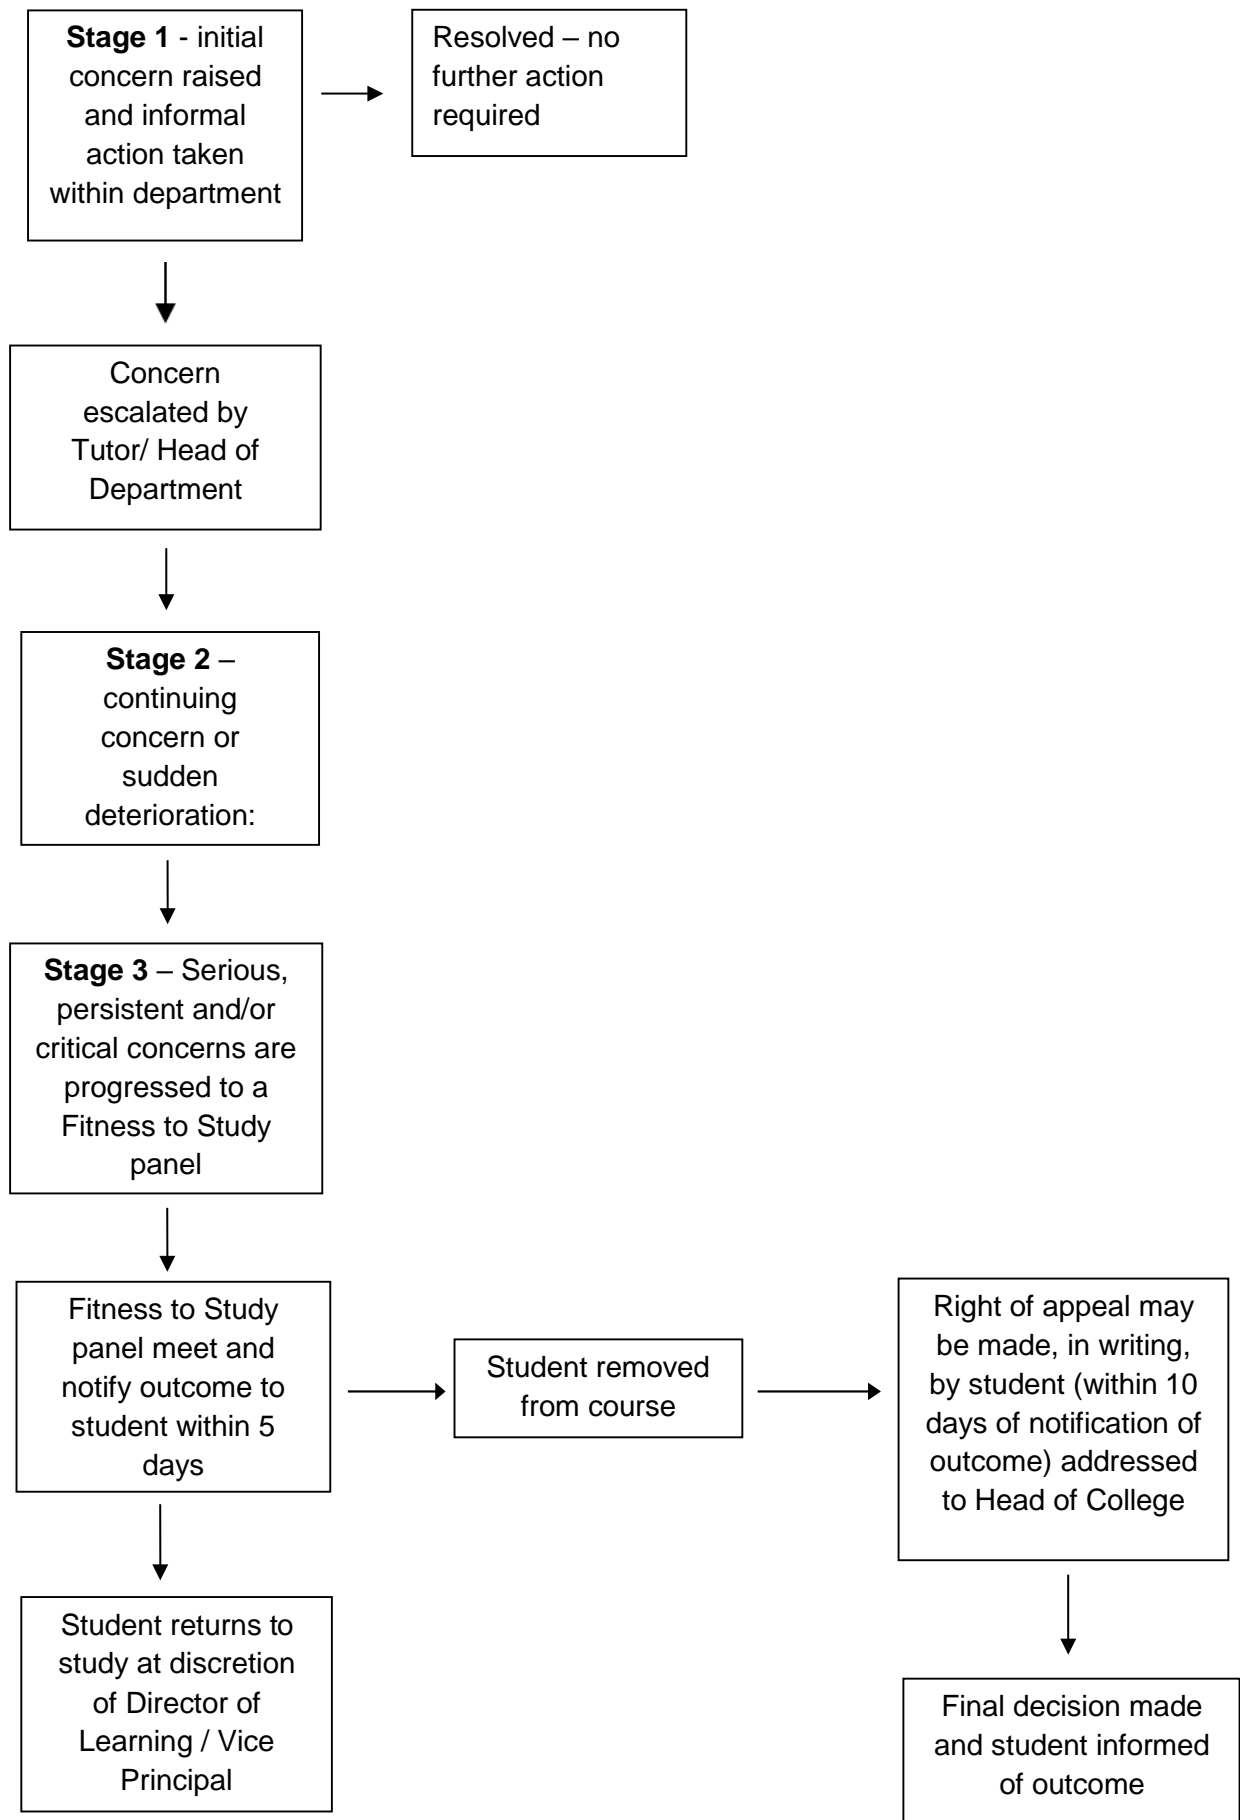 Stage 1 - initial
concern raised
and informal
action taken
within department
Resolved – no
further action
required
Concern
escalated by
Tutor/ Head of
Department
Stage 2 –
continuing
concern or
sudden
deterioration:
Stage 3 – Serious,
persistent and/or
critical concerns are
progressed to a
Fitness to Study
panel
Fitness to Study
panel meet and
notify outcome to
student within 5
days
Student removed
from course
Right of appeal may
be made, in writing,
by student (within 10
days of notification of
outcome) addressed
to Head of College
Student returns to
study at discretion
of Director of
Learning / Vice
Principal
Final decision made
and student informed
of outcome